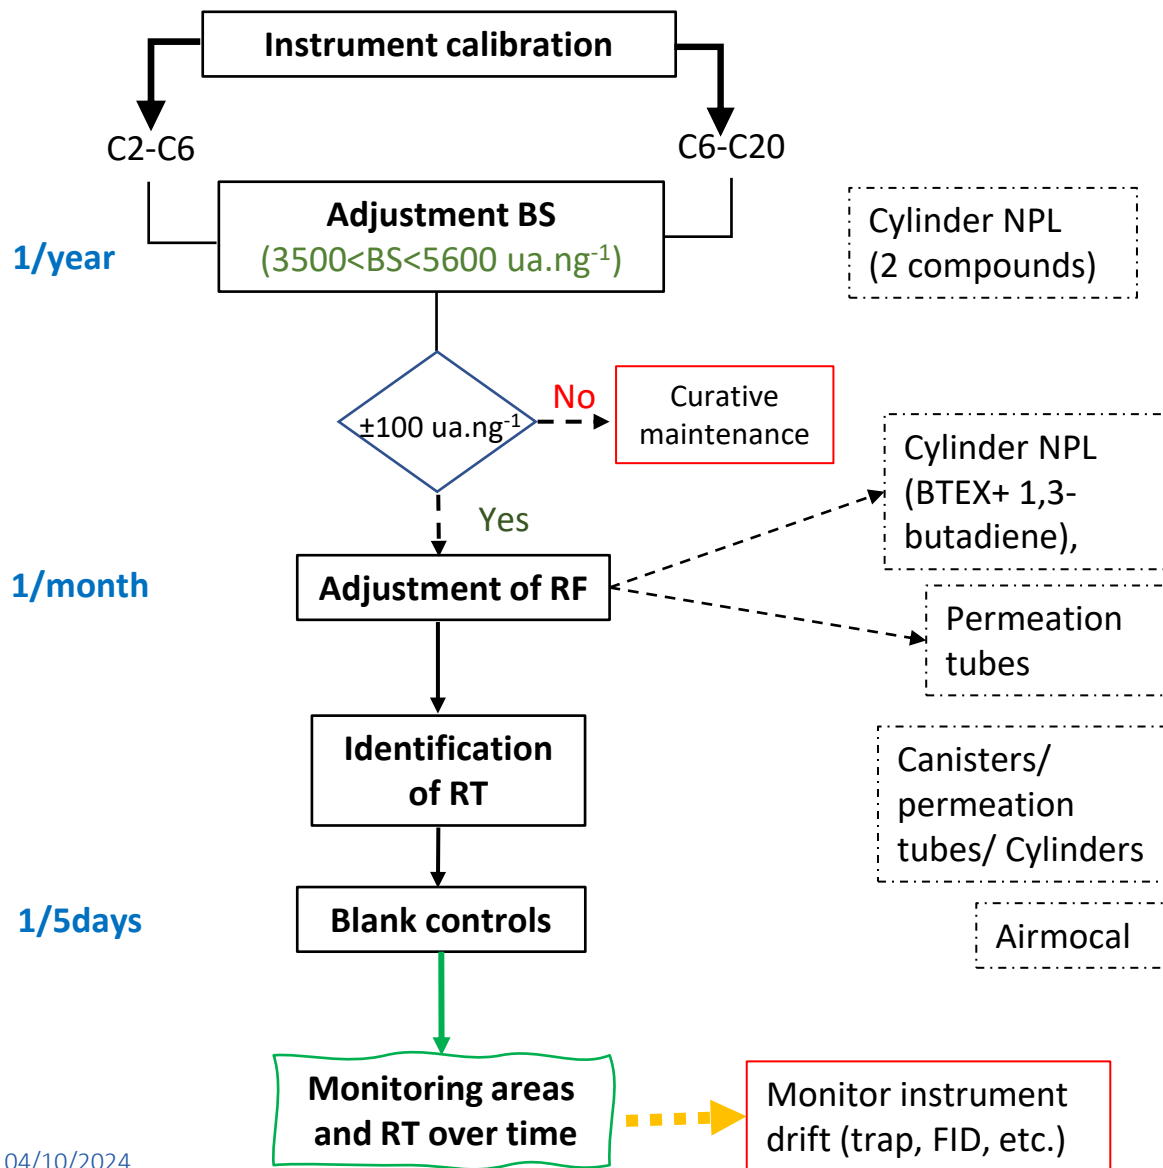 Instrument calibration
C2-C6
C6-C20
Adjustment BS
(3500<BS<5600 ua.ng⁻¹)
1/year
Cylinder NPL
(2 compounds)
±100 ua.ng⁻¹
No
Curative
maintenance
Yes
Cylinder NPL
(BTEX+ 1,3-
butadiene),
1/month
Adjustment of RF
Permeation
tubes
Identification
of RT
Canisters/
permeation
tubes/ Cylinders
1/5days
Blank controls
Airmocal
Monitoring areas
and RT over time
Monitor instrument
drift (trap, FID, etc.)
04/10/2024